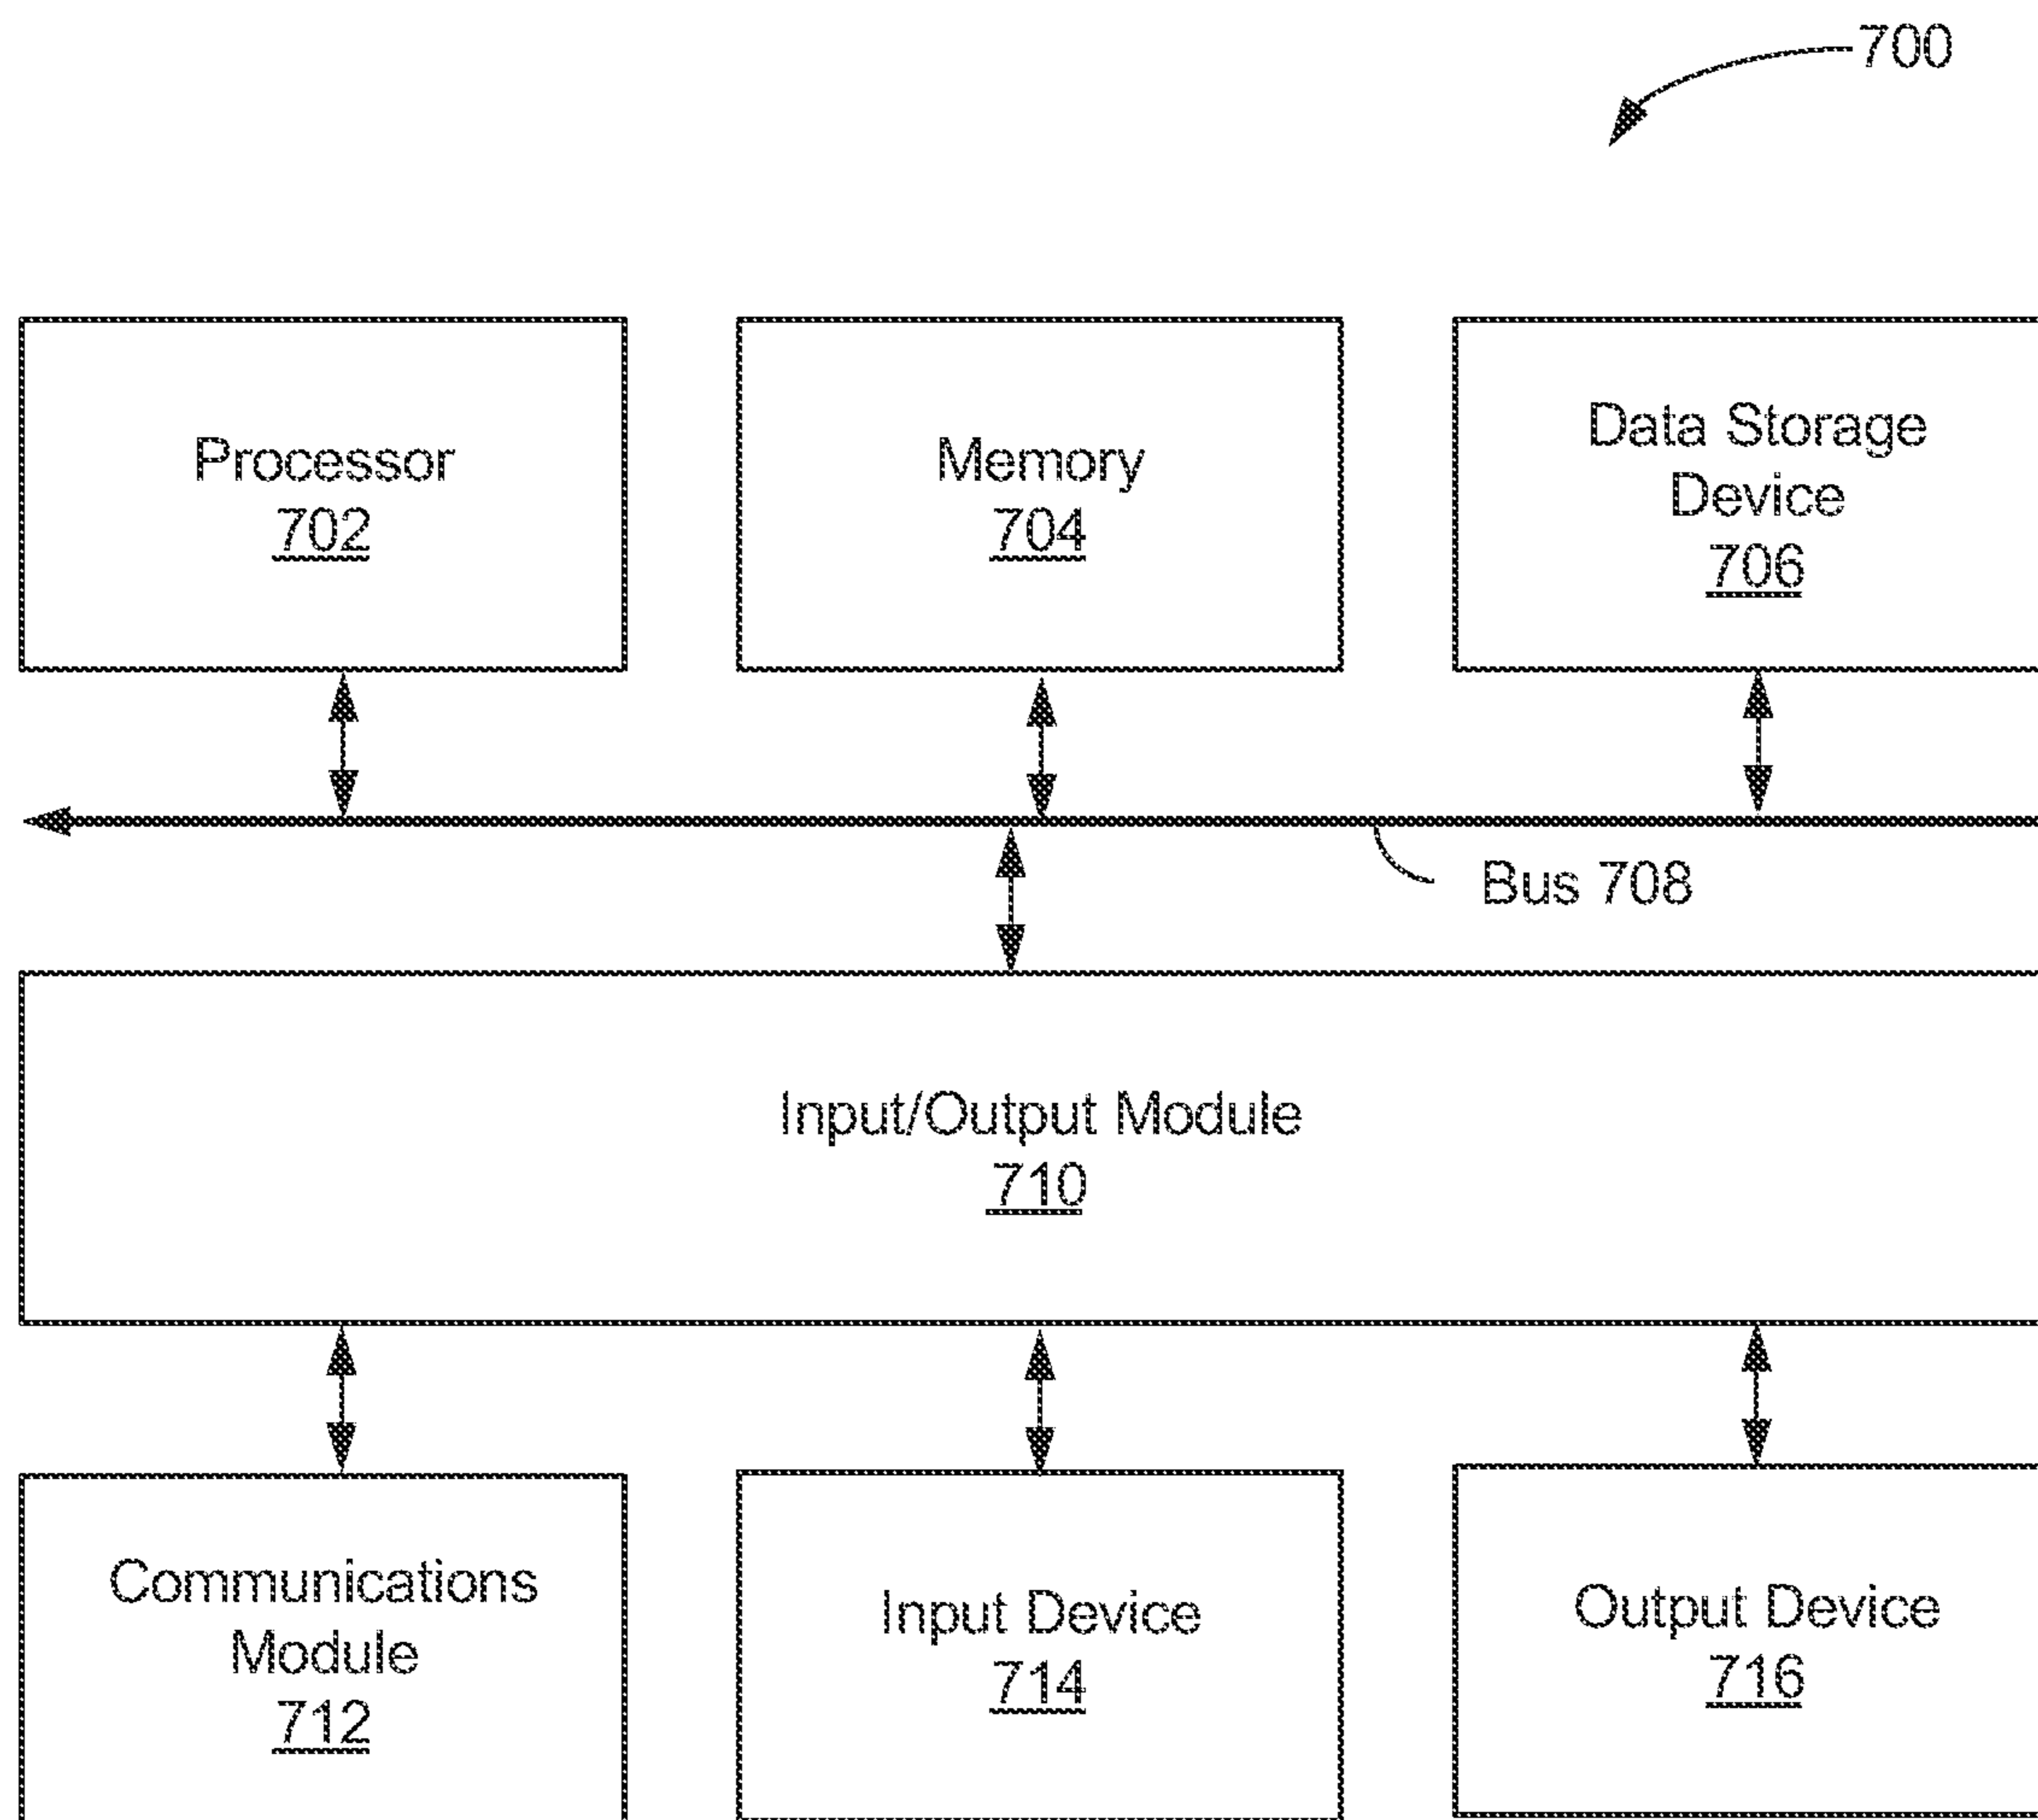 700
Processor
702
Memory
704
Data Storage
Device
706
Bus 708
Input/Output Module
710
Communications
Module
712
Input Device
714
Output Device
716